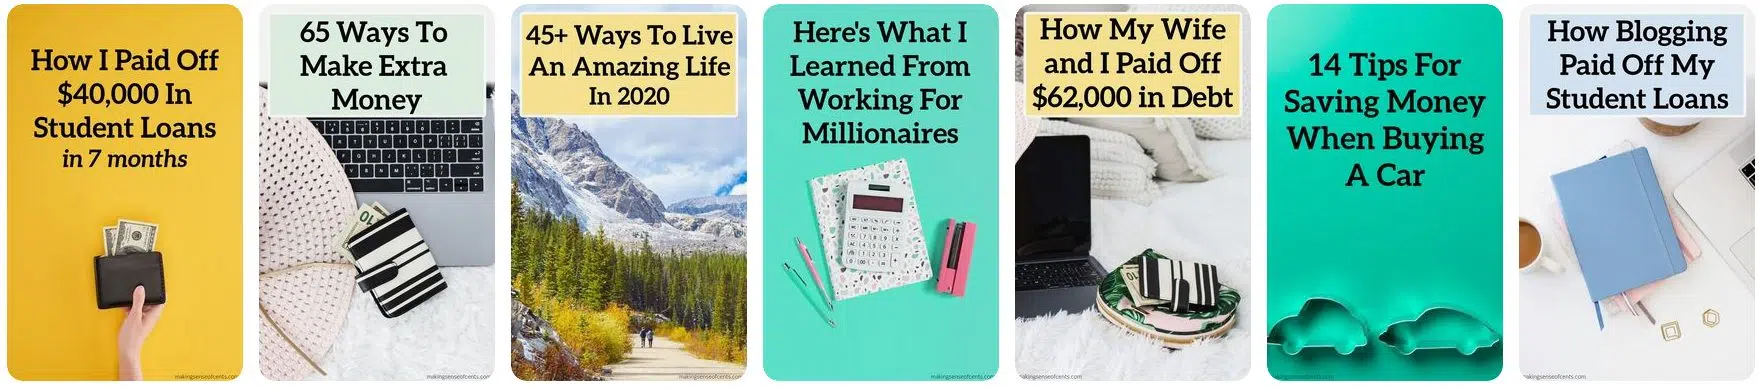 How I Paid Off
$40,000 In
Student Loans
in 7 months
makingsenseofcents.com
65 Ways To
Make Extra
Money
10
makingsenseofcents.com
45+ Ways To Live
An Amazing Life
In 2020
makingsenseofcents.com
Here's What I
Learned From
Working For
Millionaires
makingsenseofcents.com
How My Wife
and I Paid Off
$62,000 in Debt
10
makingsenseofcents.com
14 Tips For
Saving Money
When Buying
A Car
makingsenseofcents.com
How Blogging
Paid Off My
Student Loans
makingsenseofcents.com